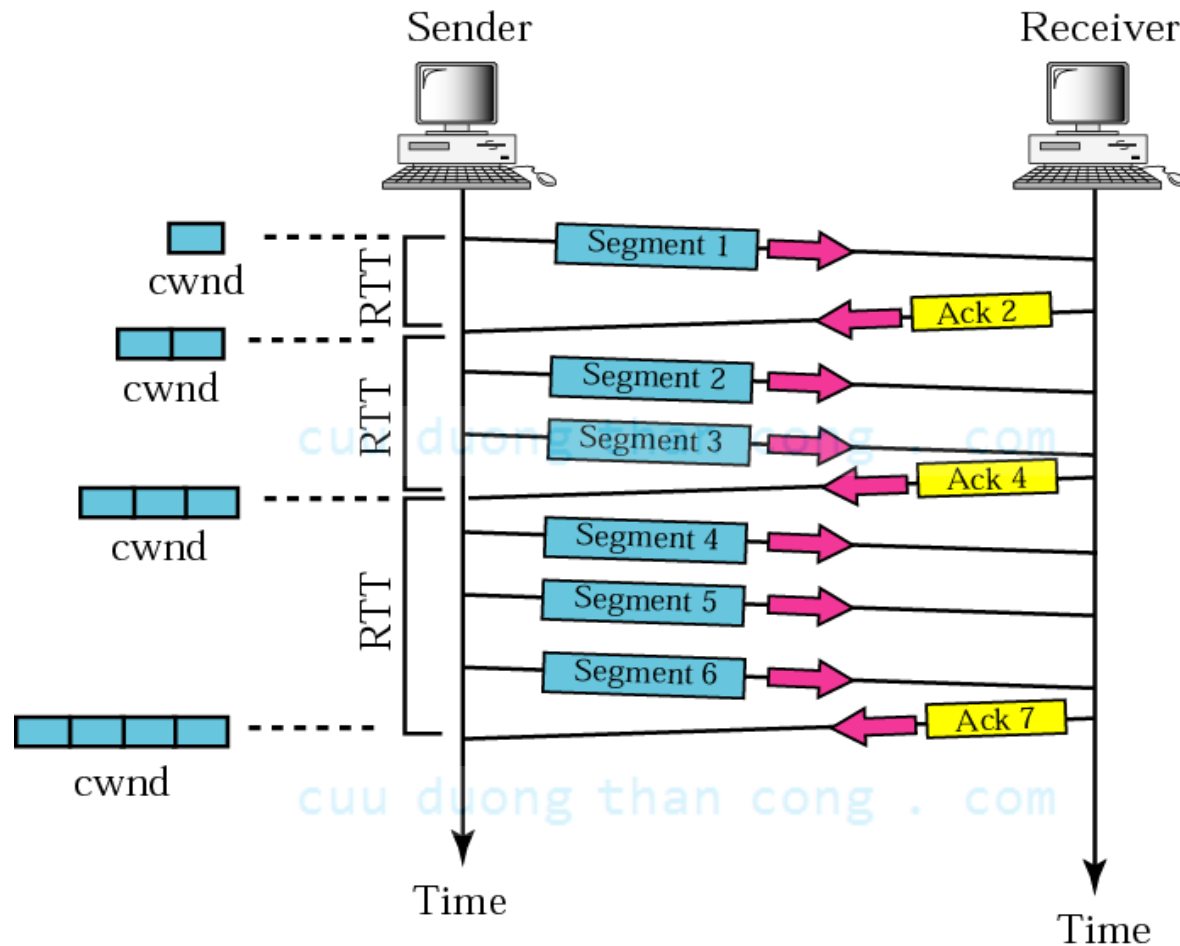 Sender
Receiver
Segment 1
cwnd
RTT
Ack 2
cwnd
Segment 2
RTT
Segment 3
cuu duong than cong . com
Ack 4
cwnd
Segment 4
RTT
Segment 5
Segment 6
Ack 7
cwnd
cuu duong than cong . com
Time
Time